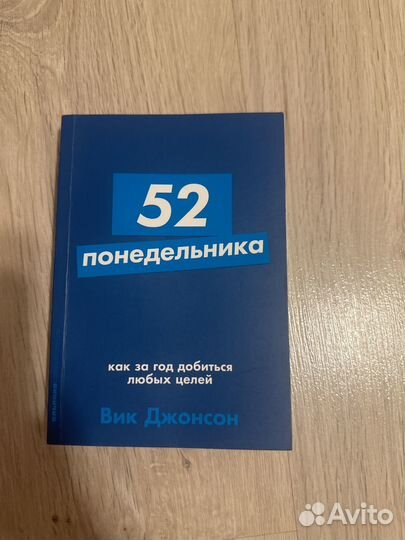 52
понедельника
как за год добиться
любых целей
Вик Джонсон
Avito